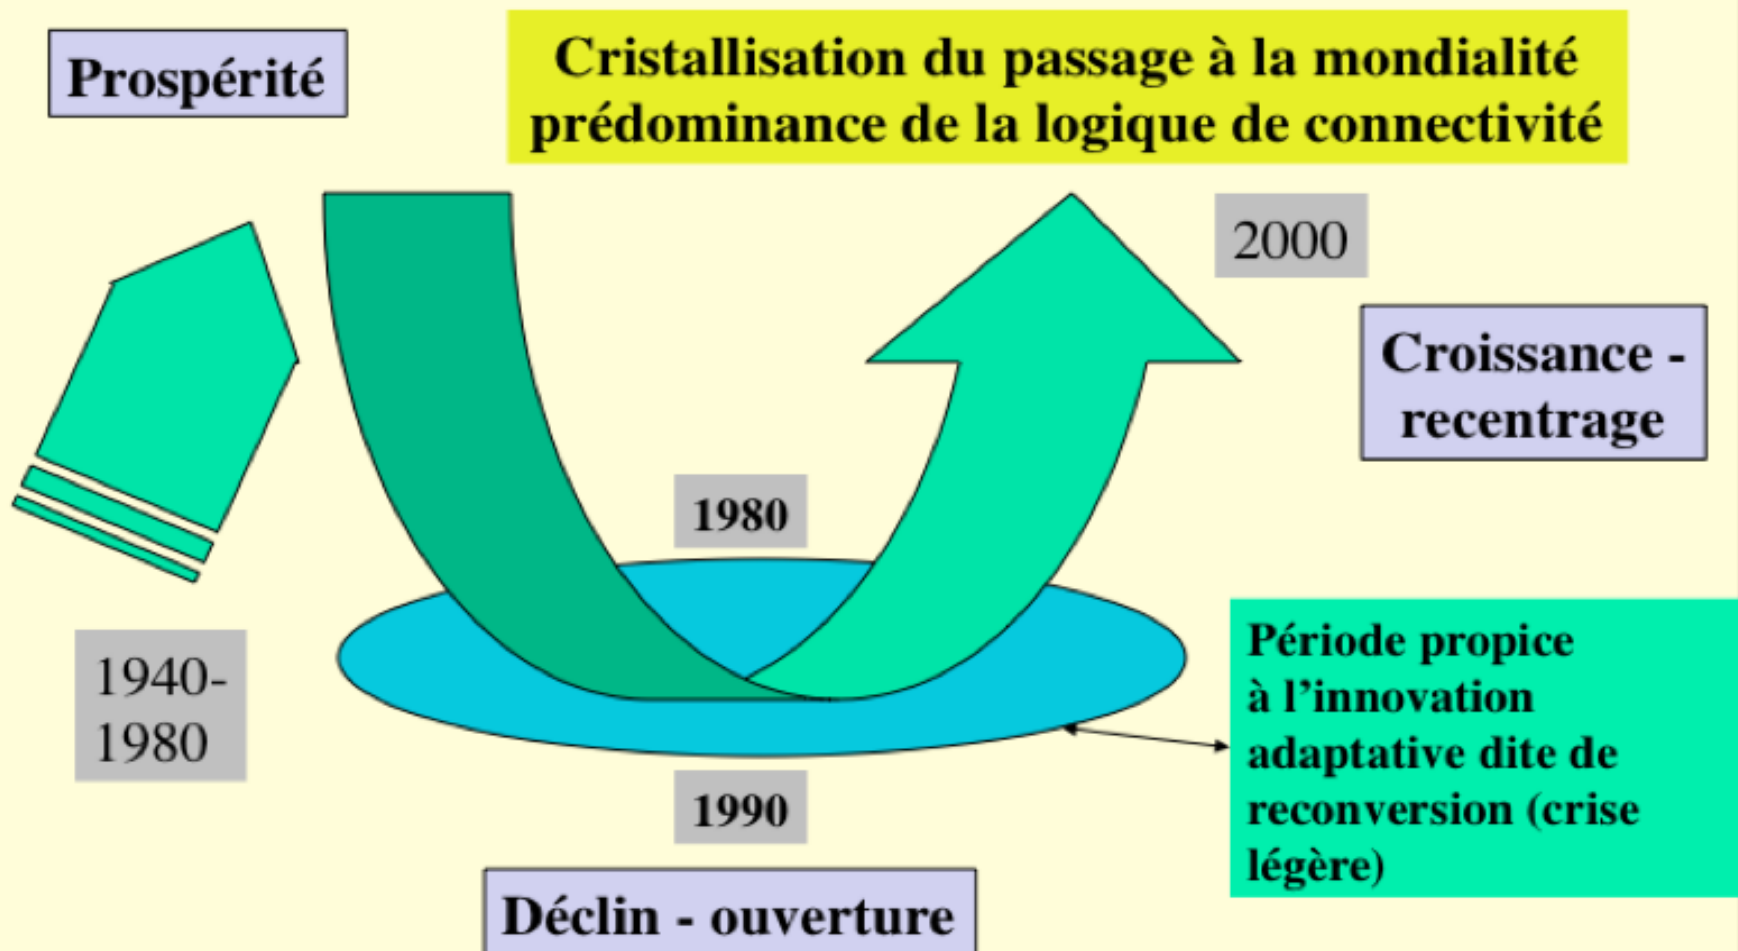 Prospérité
Cristallisation du passage à la mondialité
prédominance de la logique de connectivité
2000
Croissance -
recentrage
1980
1940-
1980
Période propice
à l’innovation
adaptative dite de
reconversion (crise
légère)
1990
Déclin - ouverture